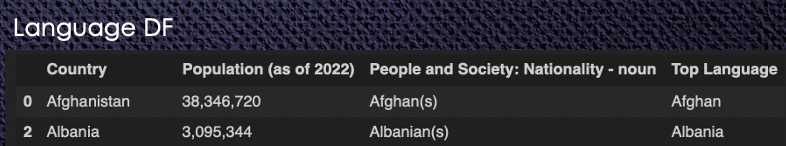 Language DF
Country Population (as of 2022) People and Society: Nationality - noun Top Language
0 Afghanistan 38,346,720 Afghan(s) Afghan
2 Albania 3,095,344 Albanian(s) Albania